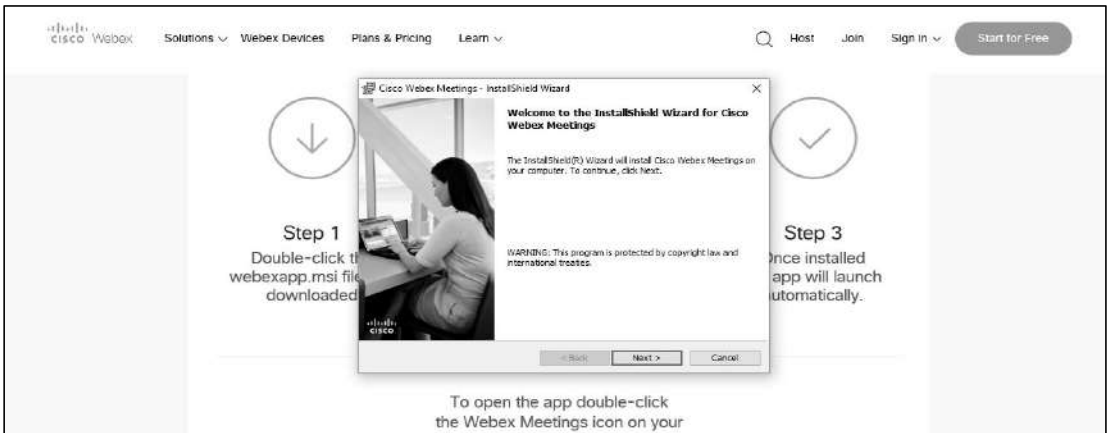 cisco Webex
Solutions Webex Devices Plans & Pricing Learn Host Join Sign in Start for Free
Cisco Webex Meetings - InstallShield Wizard
Welcome to the InstallShield Wizard for Cisco
Webex Meetings
The InstallShield(R) Wizard will install Cisco Webex Meetings on
your computer. To continue, click Next.
WARNING: This program is protected by copyright law and
international treaties.
cisco
< Back Next > Cancel
Step 1
Double-click
webexapp.msi
downloaded
Step 3
installed
app will launch
To open the app double-click
the Webex Meetings icon on your